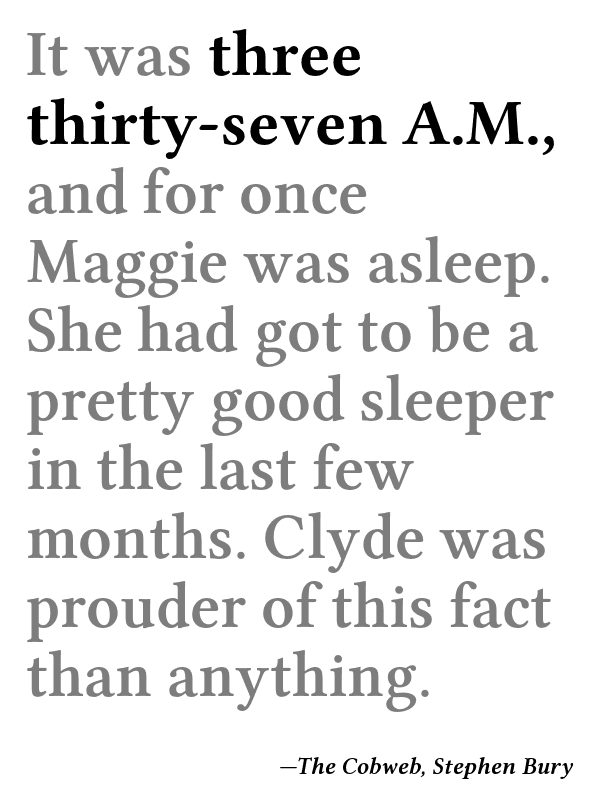 It was three
thirty-seven A.M.,
and for once
Maggie was asleep.
She had got to be a
pretty good sleeper
in the last few
months. Clyde was
prouder of this fact
than anything.
—The Cobweb, Stephen Bury